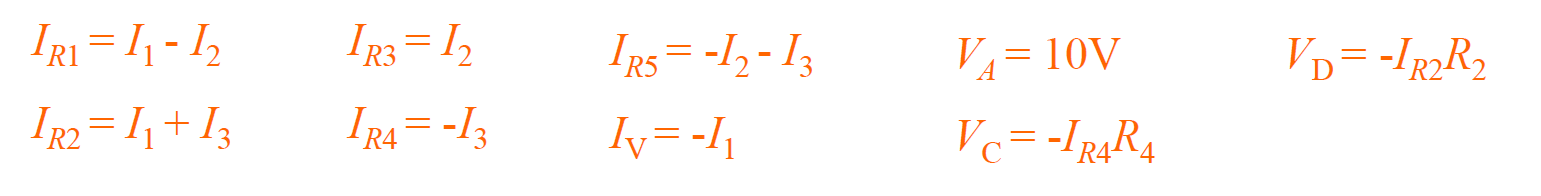 I_R1 = I_1 - I_2 I_R3 = I_2 I_R5 = -I_2 - I_3 V_A = 10V V_D = -I_R2R_2
I_R2 = I_1 + I_3 I_R4 = -I_3 I_V = -I_1 V_C = -I_R4R_4